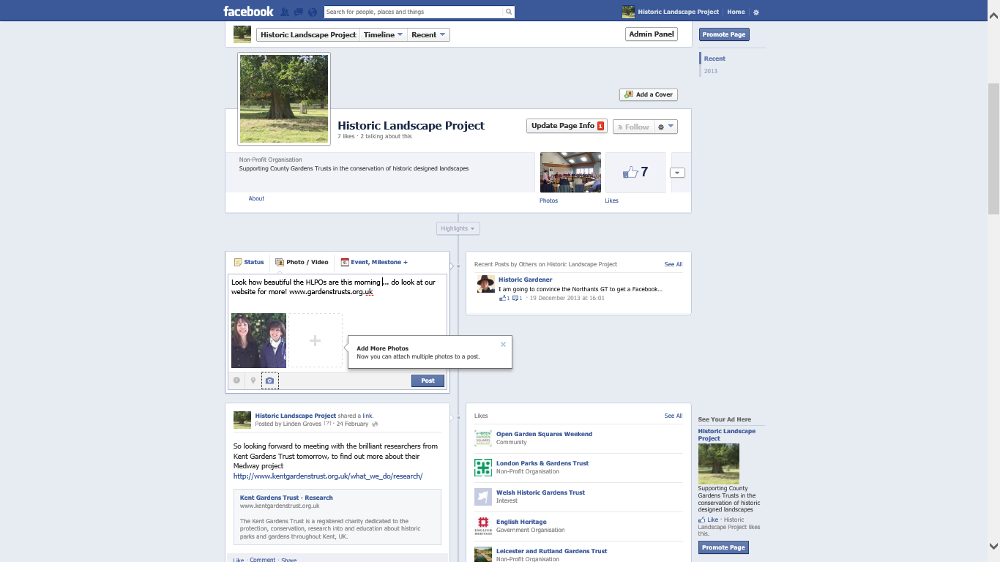 facebook
Search for people, places and things
Historic Landscape Project
Home
Historic Landscape Project
Timeline
Recent
Admin Panel
Promote Page
Recent
2013
Add a Cover
Historic Landscape Project
7 likes · 2 talking about this
Update Page Info 1
Follow
Non-Profit Organisation
Supporting County Gardens Trusts in the conservation of historic designed landscapes
About
Photos
7
Likes
Highlights
Status
Photo / Video
31
Event, Milestone +
Look how beautiful the HLPOs are this morning ... do look at our
website for more! www.gardenstrusts.org.uk
Add More Photos
Now you can attach multiple photos to a post.
Post
Recent Posts by Others on Historic Landscape Project
See All
Historic Gardener
I am going to convince the Northants GT to get a Facebook...
1 1 · 19 December 2013 at 16:01
Historic Landscape Project shared a link.
Posted by Linden Groves [?] · 24 February ·
So looking forward to meeting with the brilliant researchers from
Kent Gardens Trust tomorrow, to find out more about their
Medway project
http://www.kentgardenstrust.org.uk/what_we_do/research/
Kent Gardens Trust - Research
www.kentgardenstrust.org.uk
The Kent Gardens Trust is a registered charity dedicated to the
protection, conservation, research into and education about historic
parks and gardens throughout Kent, UK.
Like · Comment · Share
Likes
See All
OPEN
GARDEN
SQUARES
WEEKEND
Open Garden Squares Weekend
Community
London Parks & Gardens Trust
Non-Profit Organisation
Welsh Historic Gardens Trust
Interest
ENGLISH
HERITAGE
English Heritage
Government Organisation
Leicester and Rutland Gardens Trust
Non-Profit Organisation
See Your Ad Here
Historic Landscape
Project
Supporting County
Gardens Trusts in the
conservation of historic
designed landscapes
Like · Historic
Landscape Project likes
this.
Promote Page